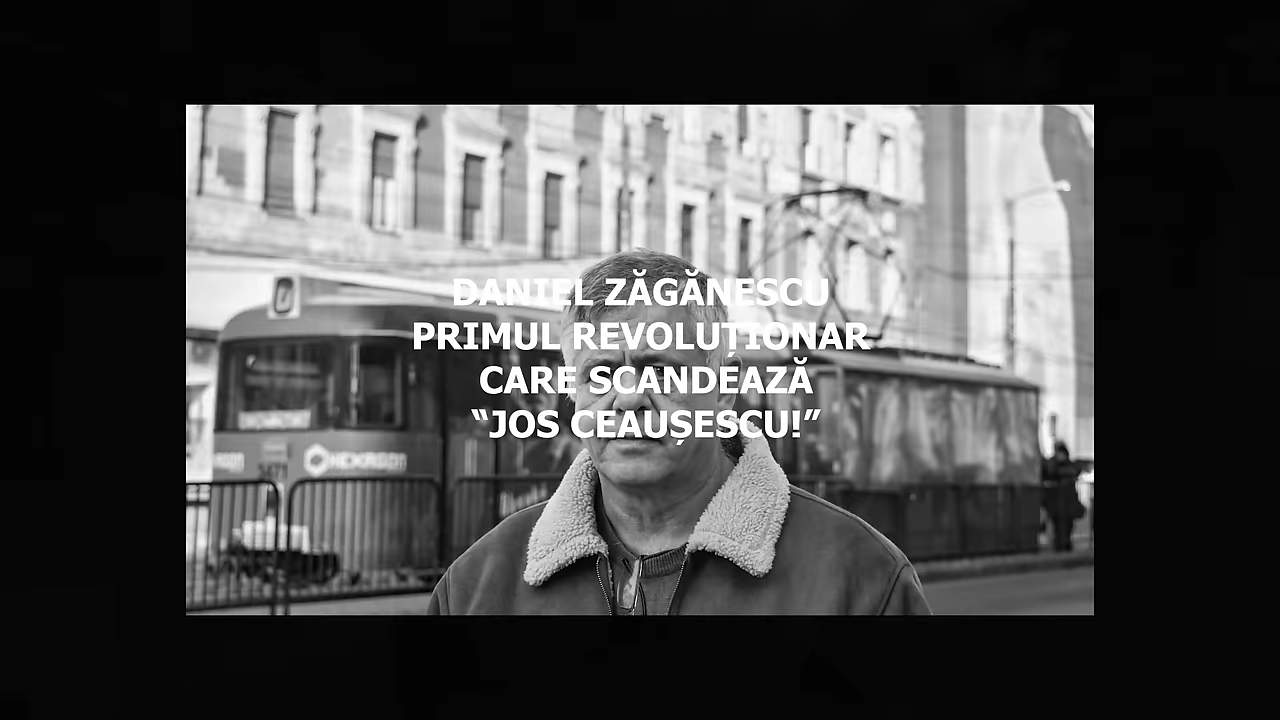 DANIEL ZĂGĂNESCU
PRIMUL REVOLUȚIONAR
CARE SCANDEAZĂ
“JOS CEAUȘESCU!”